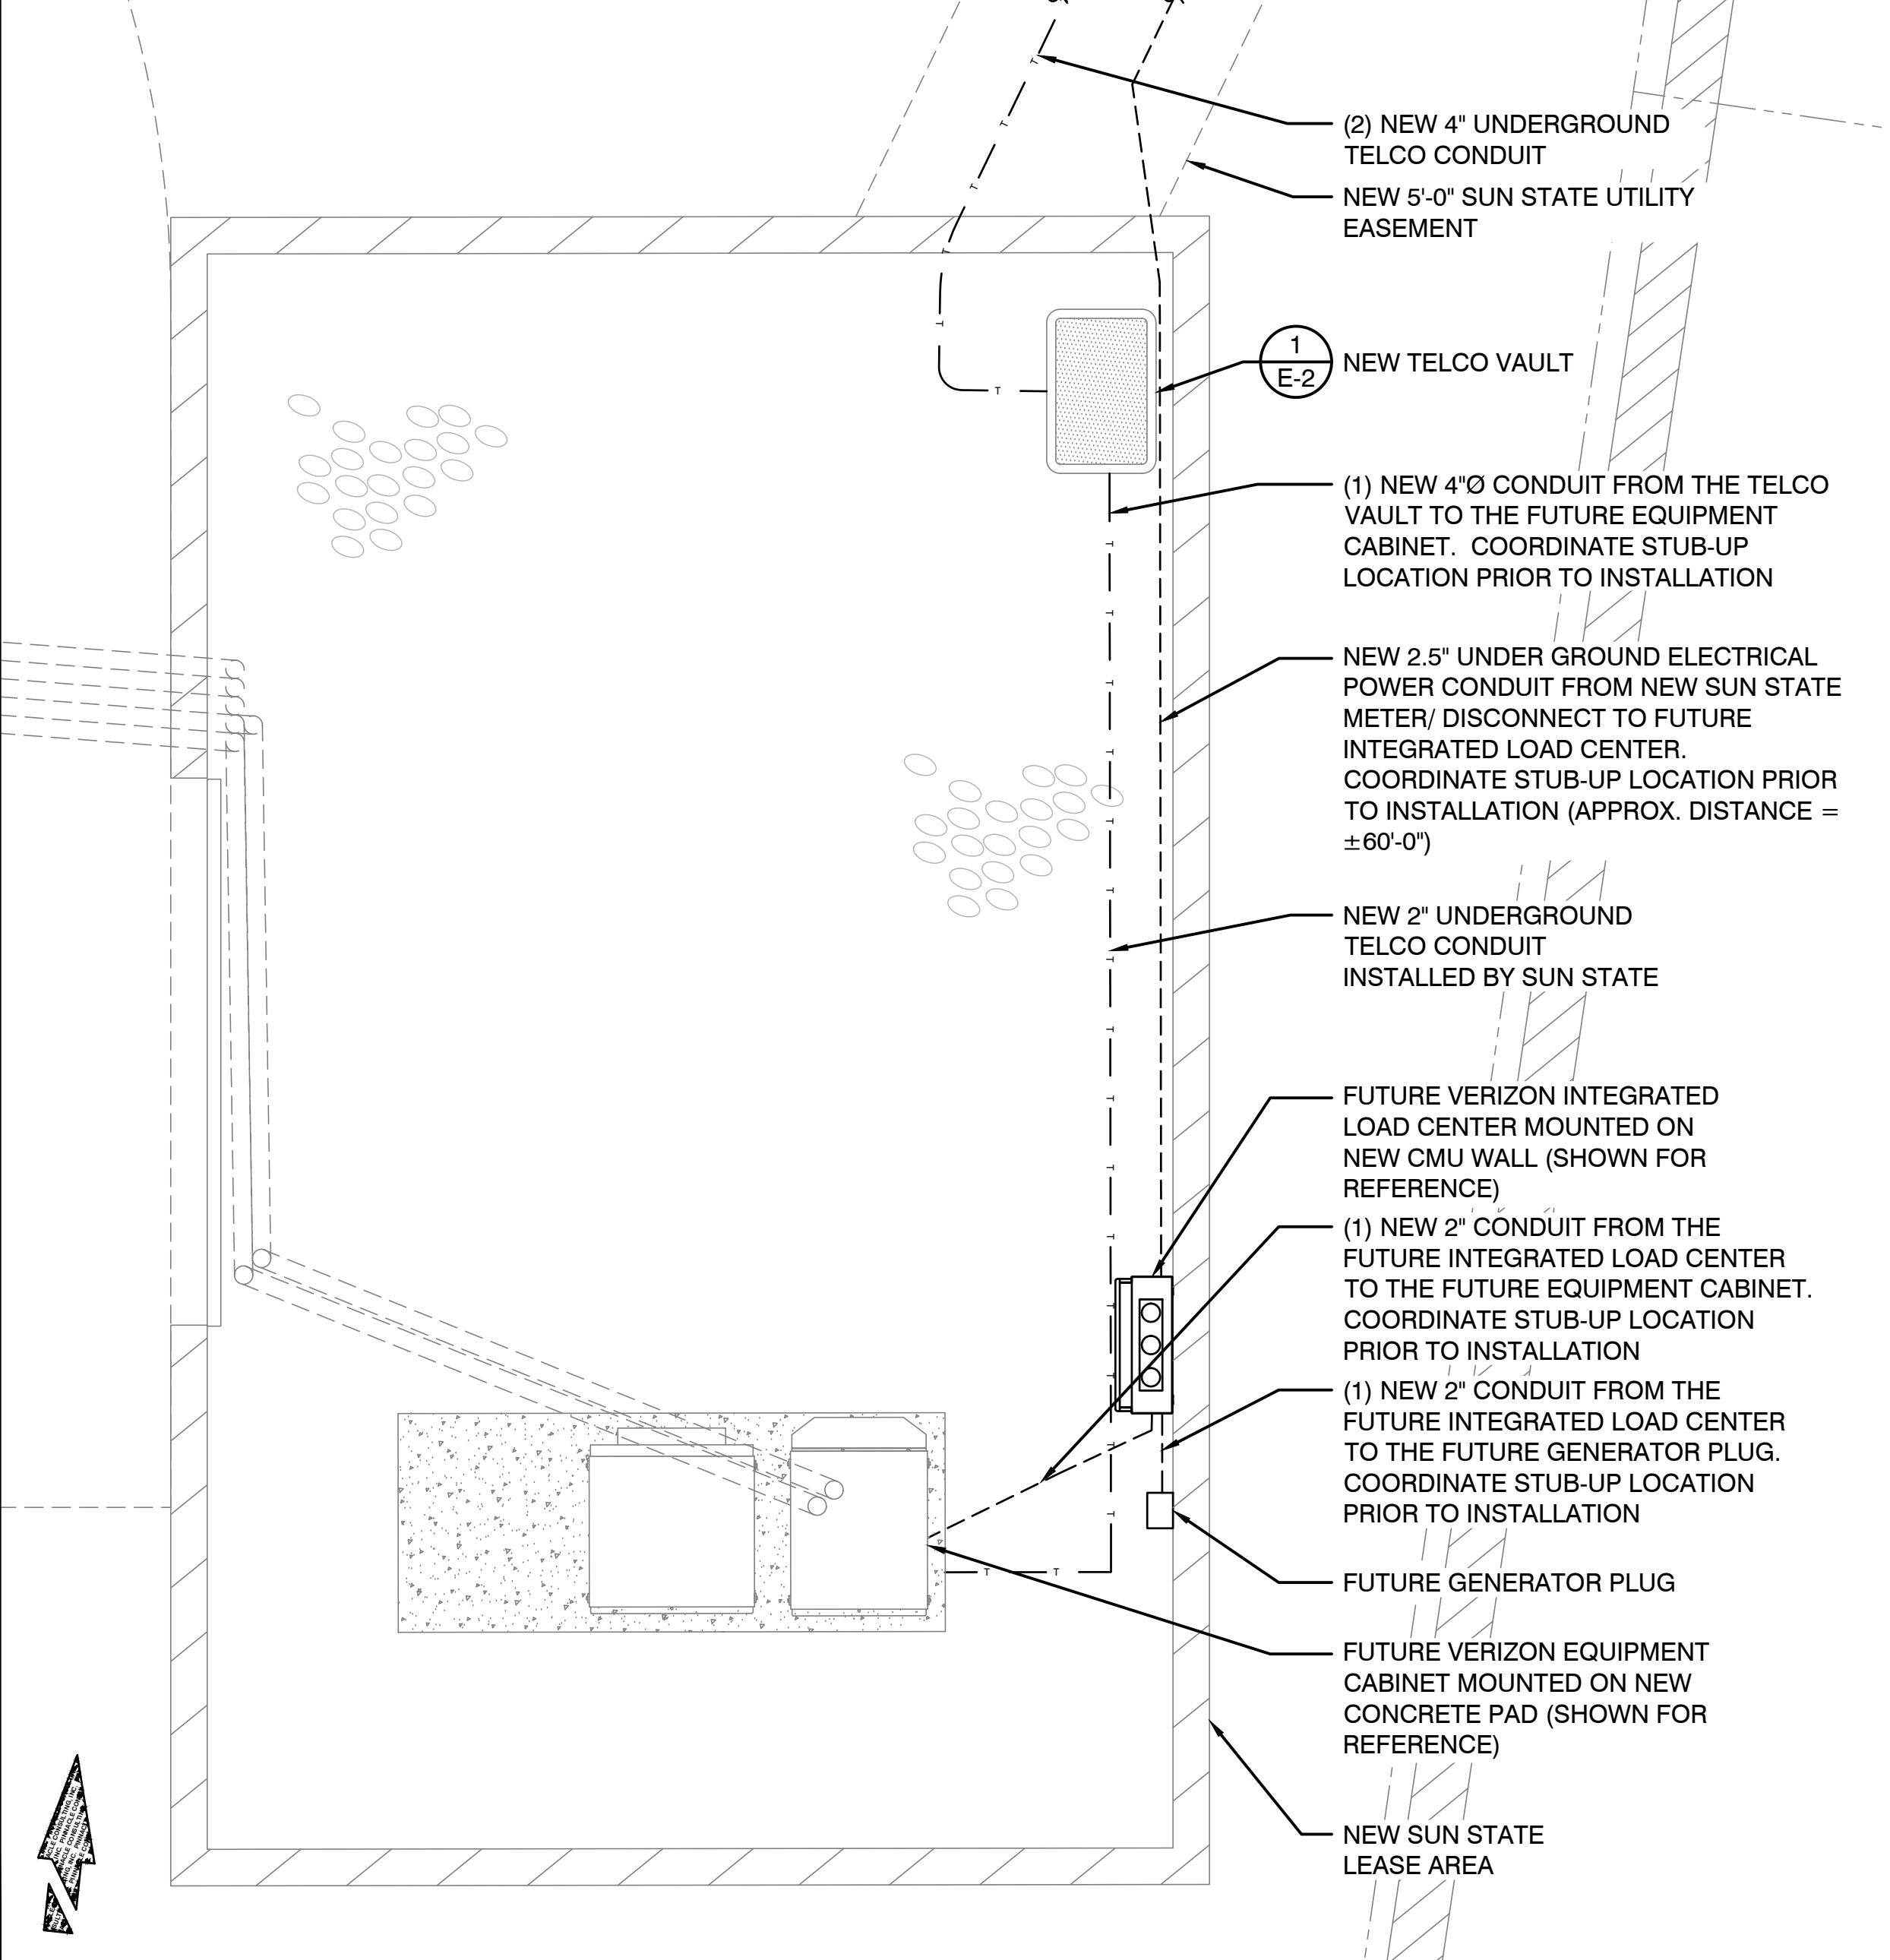 (2) NEW 4" UNDERGROUND
TELCO CONDUIT
NEW 5'-0" SUN STATE UTILITY
EASEMENT
1
E-2
NEW TELCO VAULT
(1) NEW 4"Ø CONDUIT FROM THE TELCO
VAULT TO THE FUTURE EQUIPMENT
CABINET. COORDINATE STUB-UP
LOCATION PRIOR TO INSTALLATION
NEW 2.5" UNDER GROUND ELECTRICAL
POWER CONDUIT FROM NEW SUN STATE
METER/ DISCONNECT TO FUTURE
INTEGRATED LOAD CENTER.
COORDINATE STUB-UP LOCATION PRIOR
TO INSTALLATION (APPROX. DISTANCE =
±60'-0")
NEW 2" UNDERGROUND
TELCO CONDUIT
INSTALLED BY SUN STATE
FUTURE VERIZON INTEGRATED
LOAD CENTER MOUNTED ON
NEW CMU WALL (SHOWN FOR
REFERENCE)
(1) NEW 2" CONDUIT FROM THE
FUTURE INTEGRATED LOAD CENTER
TO THE FUTURE EQUIPMENT CABINET.
COORDINATE STUB-UP LOCATION
PRIOR TO INSTALLATION
(1) NEW 2" CONDUIT FROM THE
FUTURE INTEGRATED LOAD CENTER
TO THE FUTURE GENERATOR PLUG.
COORDINATE STUB-UP LOCATION
PRIOR TO INSTALLATION
FUTURE GENERATOR PLUG
FUTURE VERIZON EQUIPMENT
CABINET MOUNTED ON NEW
CONCRETE PAD (SHOWN FOR
REFERENCE)
NEW SUN STATE
LEASE AREA